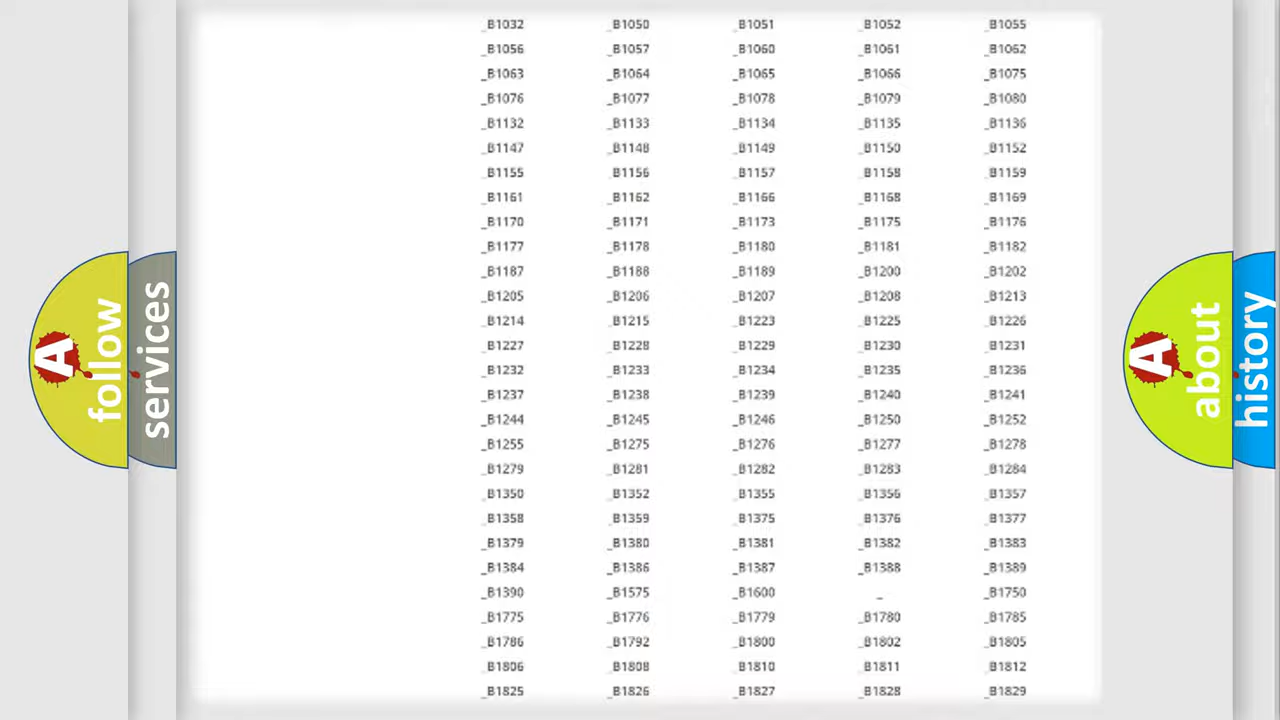 _B1032 _B1050 _B1051 _B1052 _B1055
_B1056 _B1057 _B1060 _B1061 _B1062
_B1063 _B1064 _B1065 _B1066 _B1075
_B1076 _B1077 _B1078 _B1079 _B1080
_B1132 _B1133 _B1134 _B1135 _B1136
_B1147 _B1148 _B1149 _B1150 _B1152
_B1155 _B1156 _B1157 _B1158 _B1159
_B1161 _B1162 _B1166 _B1168 _B1169
_B1170 _B1171 _B1173 _B1175 _B1176
_B1177 _B1178 _B1180 _B1181 _B1182
_B1187 _B1188 _B1189 _B1200 _B1202
_B1205 _B1206 _B1207 _B1208 _B1213
_B1214 _B1215 _B1223 _B1225 _B1226
_B1227 _B1228 _B1229 _B1230 _B1231
_B1232 _B1233 _B1234 _B1235 _B1236
_B1237 _B1238 _B1239 _B1240 _B1241
_B1244 _B1245 _B1246 _B1250 _B1252
_B1255 _B1275 _B1276 _B1277 _B1278
_B1279 _B1281 _B1282 _B1283 _B1284
_B1350 _B1352 _B1355 _B1356 _B1357
_B1358 _B1359 _B1375 _B1376 _B1377
_B1379 _B1380 _B1381 _B1382 _B1383
_B1384 _B1386 _B1387 _B1388 _B1389
_B1390 _B1575 _B1600 _ _B1750
_B1775 _B1776 _B1779 _B1780 _B1785
_B1786 _B1792 _B1800 _B1802 _B1805
_B1806 _B1808 _B1810 _B1811 _B1812
_B1825 _B1826 _B1827 _B1828 _B1829
A
follow
services
A
about
history